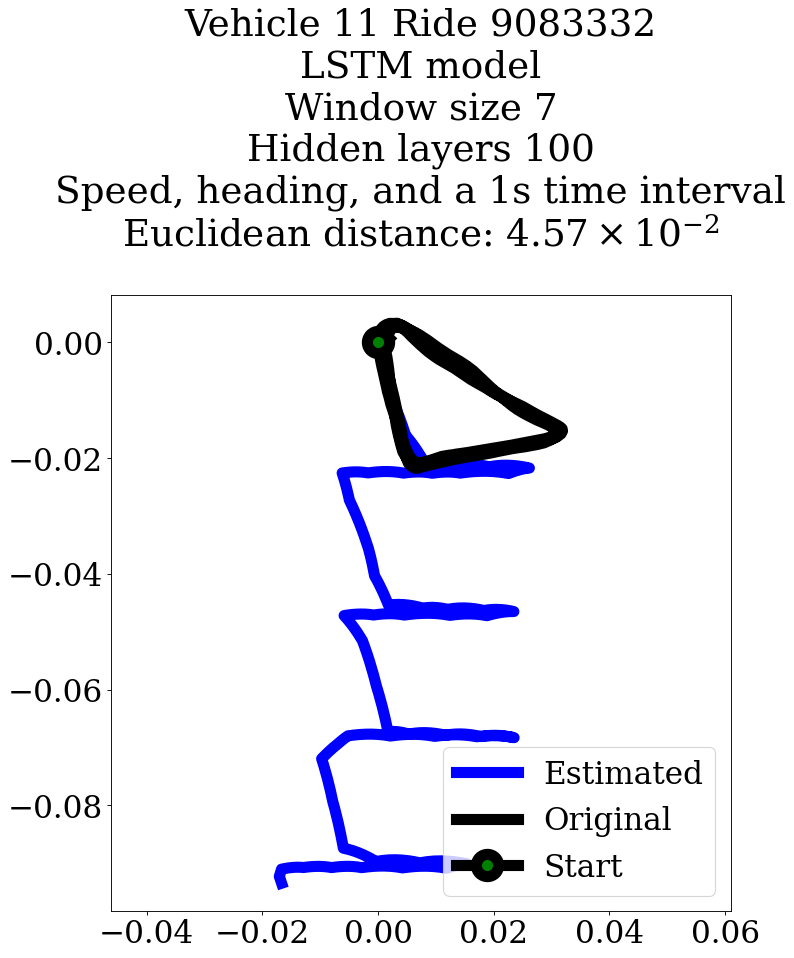 Vehicle 11 Ride 9083332
LSTM model
Window size 7
Hidden layers 100
Speed, heading, and a 1s time interval
Euclidean distance: 4.57 × 10⁻²
0.00
−0.02
−0.04
−0.06
−0.08
Estimated
Original
Start
−0.04 −0.02 0.00 0.02 0.04 0.06